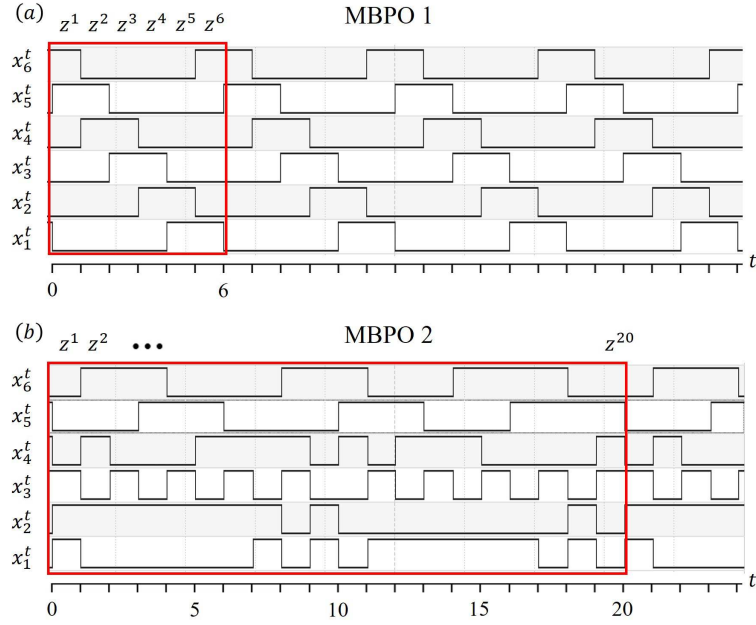 (a) z¹ z² z³ z⁴ z⁵ z⁶ MBPO 1
x₆ᵗ
x₅ᵗ
x₄ᵗ
x₃ᵗ
x₂ᵗ
x₁ᵗ
t
0 6
(b) z¹ z² ••• MBPO 2 z²⁰
x₆ᵗ
x₅ᵗ
x₄ᵗ
x₃ᵗ
x₂ᵗ
x₁ᵗ
t
0 5 10 15 20